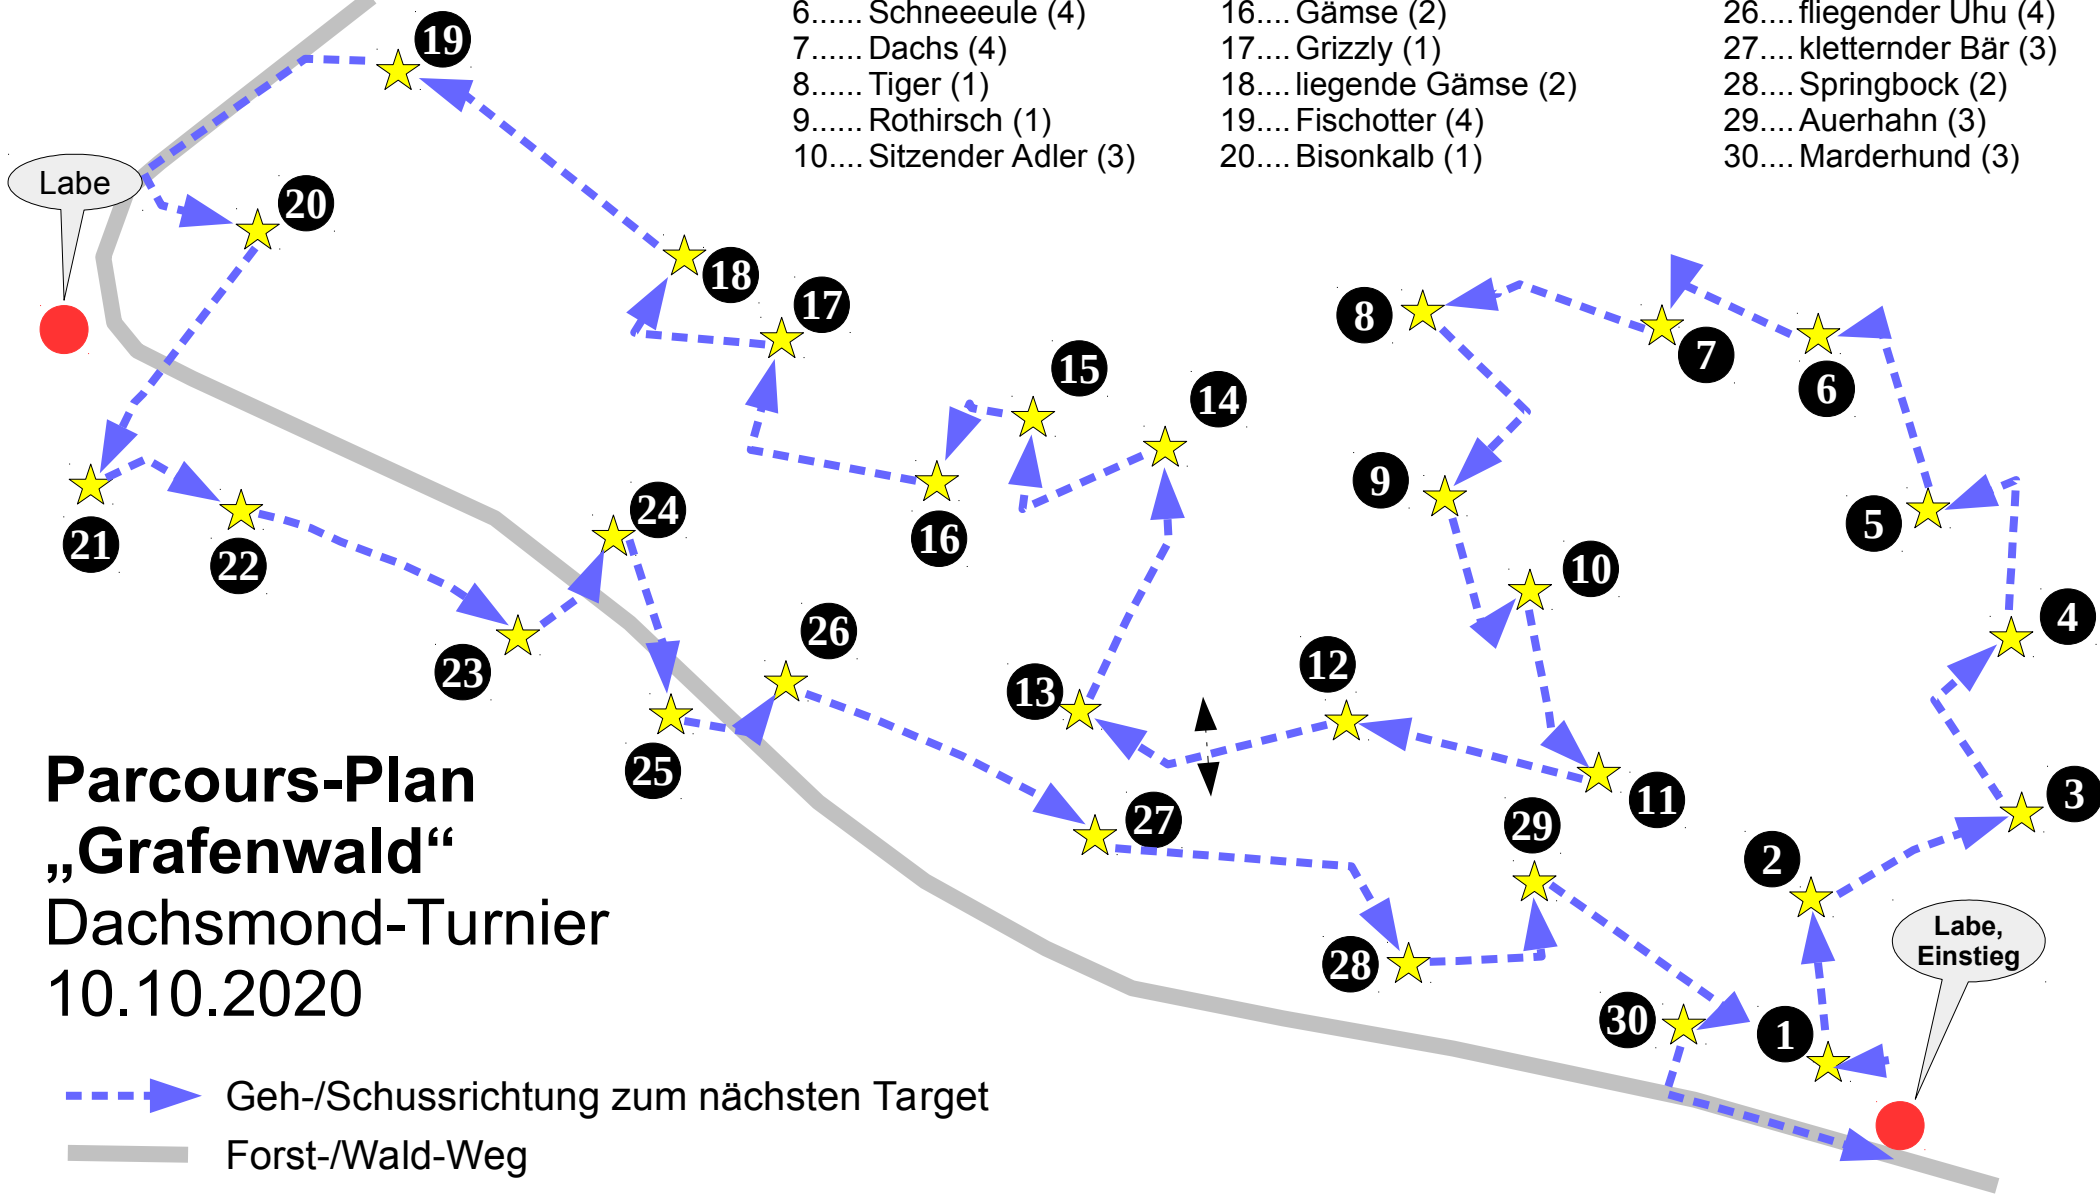 6...... Schneeeule (4)
7...... Dachs (4)
8...... Tiger (1)
9...... Rothirsch (1)
10.... Sitzender Adler (3)
16.... Gämse (2)
17.... Grizzly (1)
18.... liegende Gämse (2)
19.... Fischotter (4)
20.... Bisonkalb (1)
26.... fliegender Uhu (4)
27.... kletternder Bär (3)
28.... Springbock (2)
29.... Auerhahn (3)
30.... Marderhund (3)
19
Labe
20
18
17
8
7
6
15
14
16
9
5
10
21
22
24
23
26
25
13
12
11
4
3
27
29
2
28
30
1
Labe,
Einstieg
Parcours-Plan
„Grafenwald“
Dachsmond-Turnier
10.10.2020
Geh-/Schussrichtung zum nächsten Target
Forst-/Wald-Weg